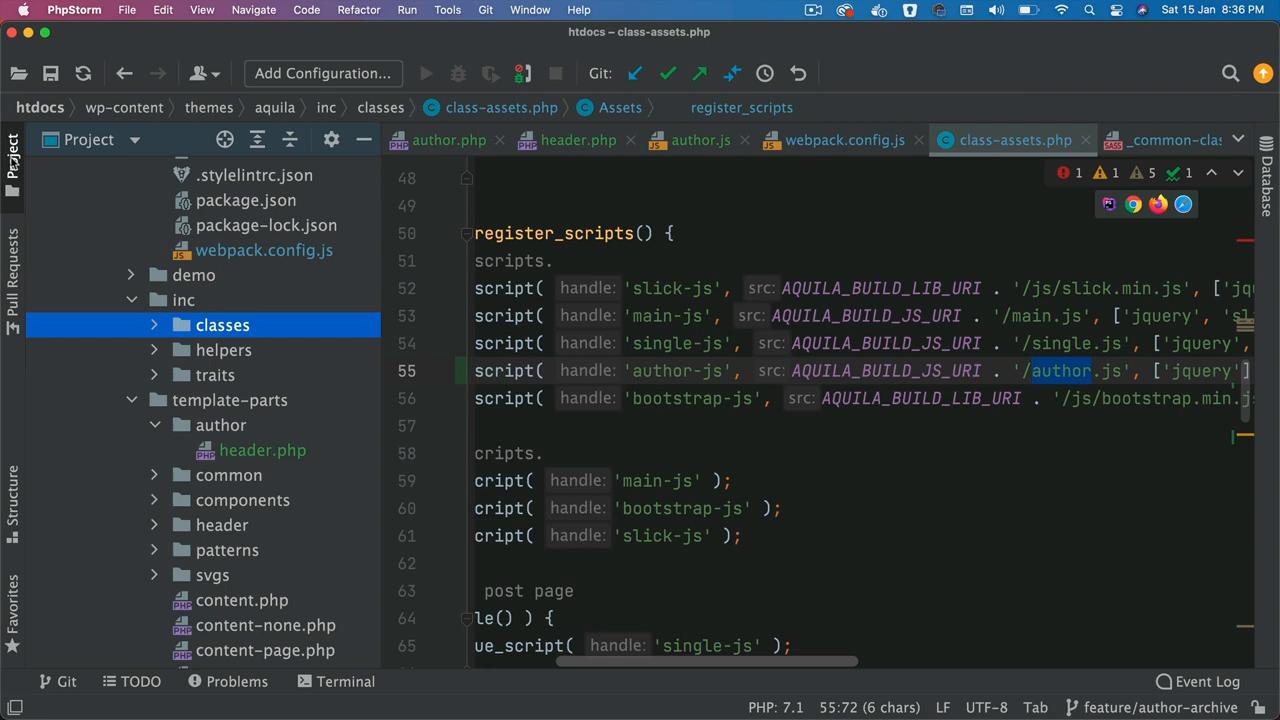 PhpStorm File Edit View Navigate Code Refactor Run Tools Git Window Sat 15 Jan 8:36 PM
htdocs – class-assets.php
Add Configuration... Git:
htdocs wp-content themes aquila inc classes class-assets.php Assets register_scripts
Project author.php header.php author.js webpack.config.js class-assets.php _common-clas
1 1 5 1
Project
Pull Requests
Structure
Favorites
Database
.stylelintrc.json
package.json
package-lock.json
webpack.config.js
demo
inc
classes
helpers
traits
template-parts
author
header.php
common
components
header
patterns
svgs
content.php
content-none.php
content-page.php
48
49
50 register_scripts() {
51 scripts.
52 script( handle: 'slick-js', src: AQUILA_BUILD_LIB_URI . '/js/slick.min.js', ['jqu
53 script( handle: 'main-js', src: AQUILA_BUILD_JS_URI . '/main.js', ['jquery', 'sl
54 script( handle: 'single-js', src: AQUILA_BUILD_JS_URI . '/single.js', ['jquery',
55 script( handle: 'author-js', src: AQUILA_BUILD_JS_URI . '/author.js', ['jquery']
56 script( handle: 'bootstrap-js', src: AQUILA_BUILD_LIB_URI . '/js/bootstrap.min.js
57
58 cripts.
59 cript( handle: 'main-js' );
60 cript( handle: 'bootstrap-js' );
61 cript( handle: 'slick-js' );
62
63 post page
64 le() ) {
65 ue_script( handle: 'single-js' );
Git TODO Problems Terminal Event Log
PHP: 7.1 55:72 (6 chars) LF UTF-8 Tab feature/author-archive